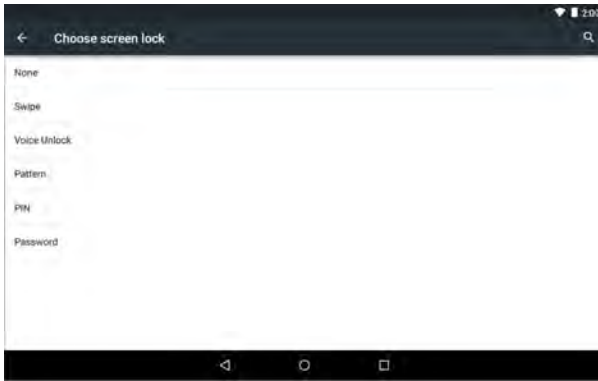 Choose screen lock
None
Swipe
Voice Unlock
Pattern
PIN
Password